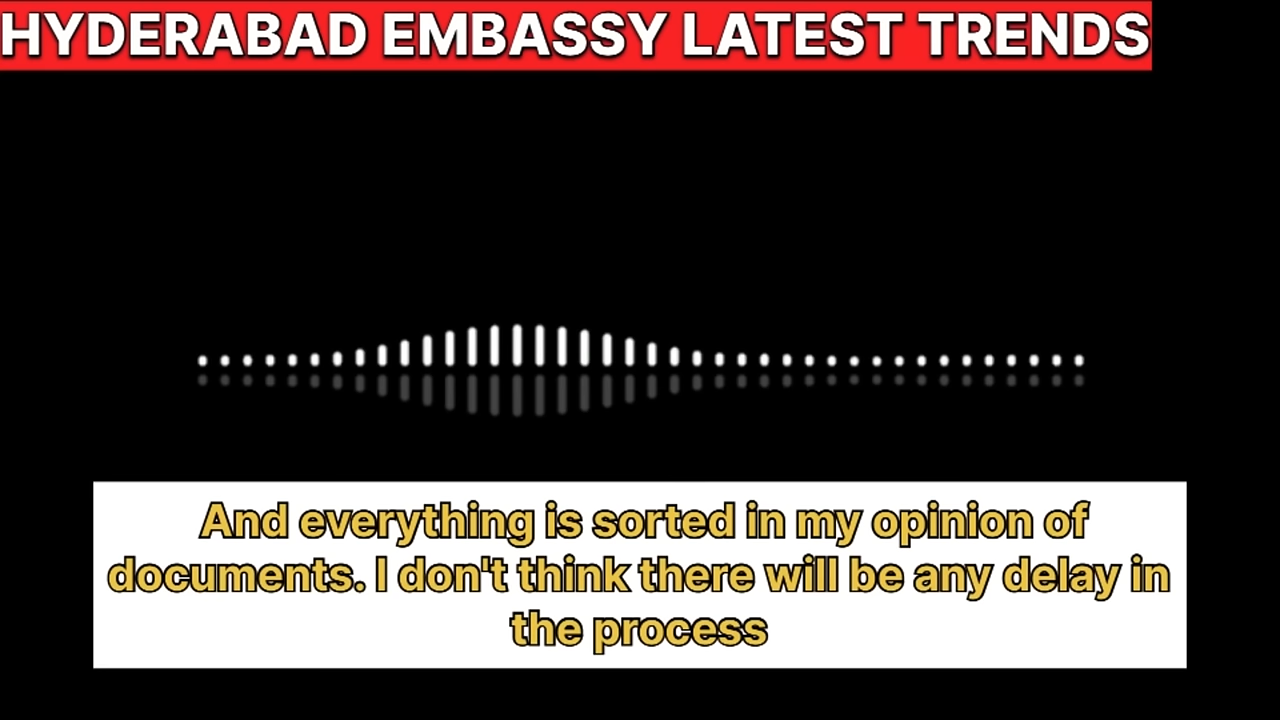 HYDERABAD EMBASSY LATEST TRENDS
And everything is sorted in my opinion of
documents. I don't think there will be any delay in
the process